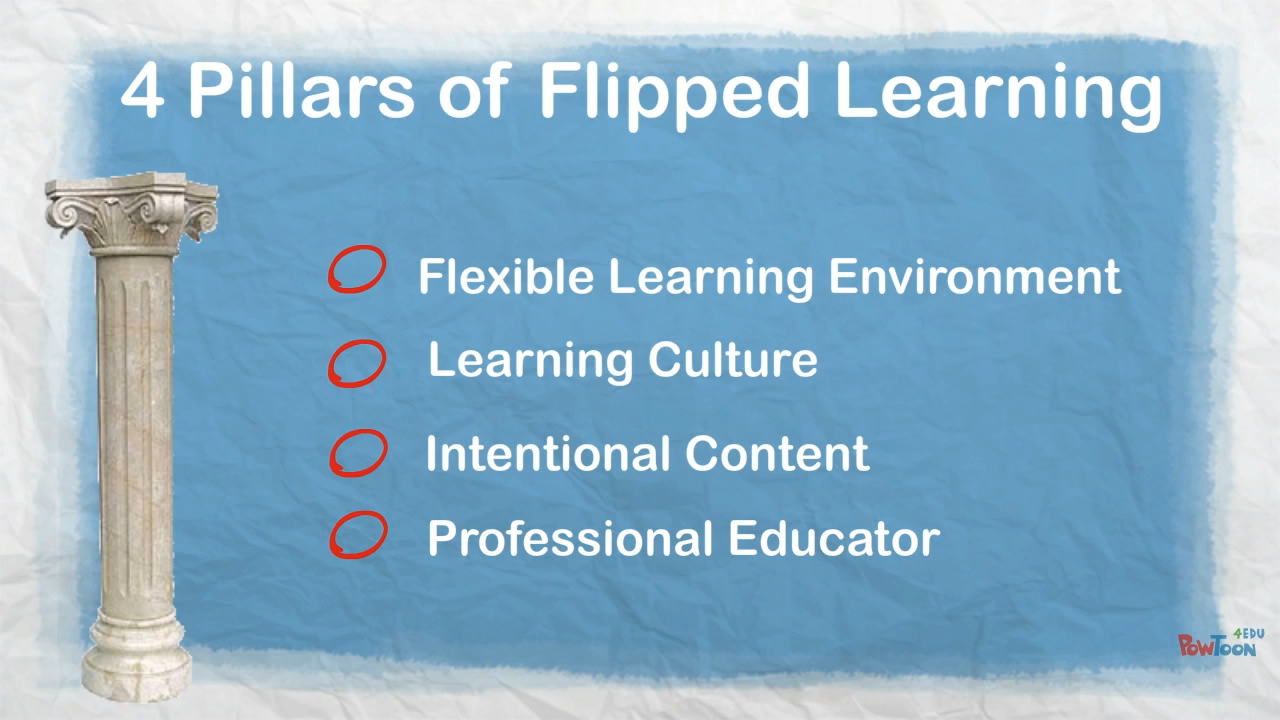 4 Pillars of Flipped Learning
Flexible Learning Environment
Learning Culture
Intentional Content
Professional Educator
4EDU
POWTOON